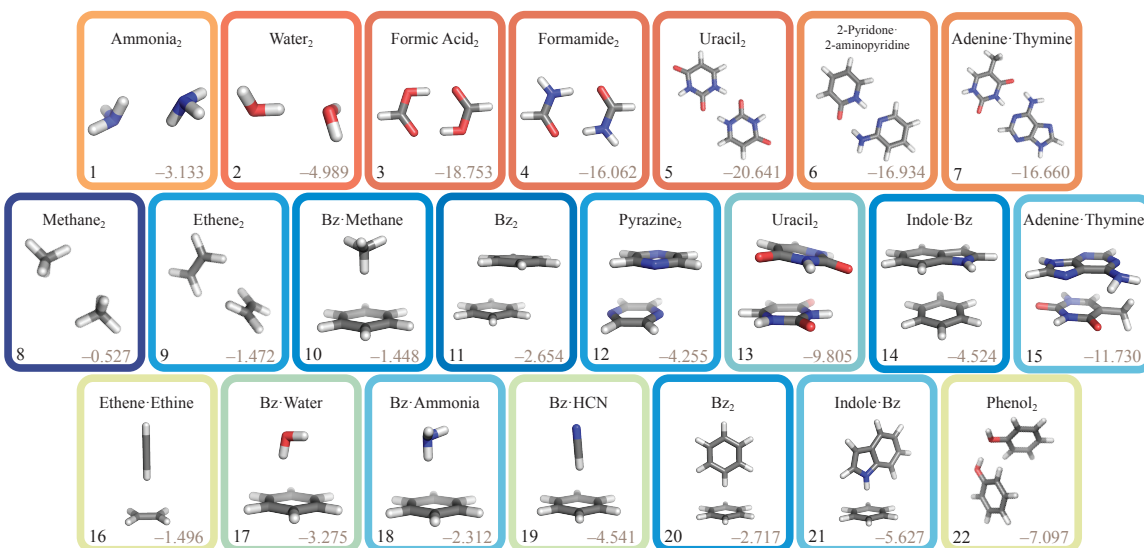 Ammonia₂
1 −3.133
Water₂
2 −4.989
Formic Acid₂
3 −18.753
Formamide₂
4 −16.062
Uracil₂
5 −20.641
2-Pyridone·
2-aminopyridine
6 −16.934
Adenine·Thymine
7 −16.660
Methane₂
8 −0.527
Ethene₂
9 −1.472
Bz·Methane
10 −1.448
Bz₂
11 −2.654
Pyrazine₂
12 −4.255
Uracil₂
13 −9.805
Indole·Bz
14 −4.524
Adenine·Thymine
15 −11.730
Ethene·Ethine
16 −1.496
Bz·Water
17 −3.275
Bz·Ammonia
18 −2.312
Bz·HCN
19 −4.541
Bz₂
20 −2.717
Indole·Bz
21 −5.627
Phenol₂
22 −7.097